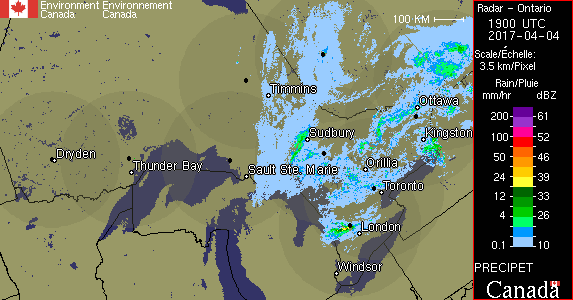 Environment Environnement
Canada Canada
100 KM
Timmins
Ottawa
Sudbury
Kingston
Dryden
Thunder Bay
Sault Ste. Marie
Orillia
Toronto
London
Windsor
Radar - Ontario
1900 UTC
2017-04-04
Scale/Échelle:
3.5 km/Pixel
Rain/Pluie
mm/hr dBZ
200 61
100 52
50 46
24 39
12 33
4 26
0.1 10
PRECIPET
Canada